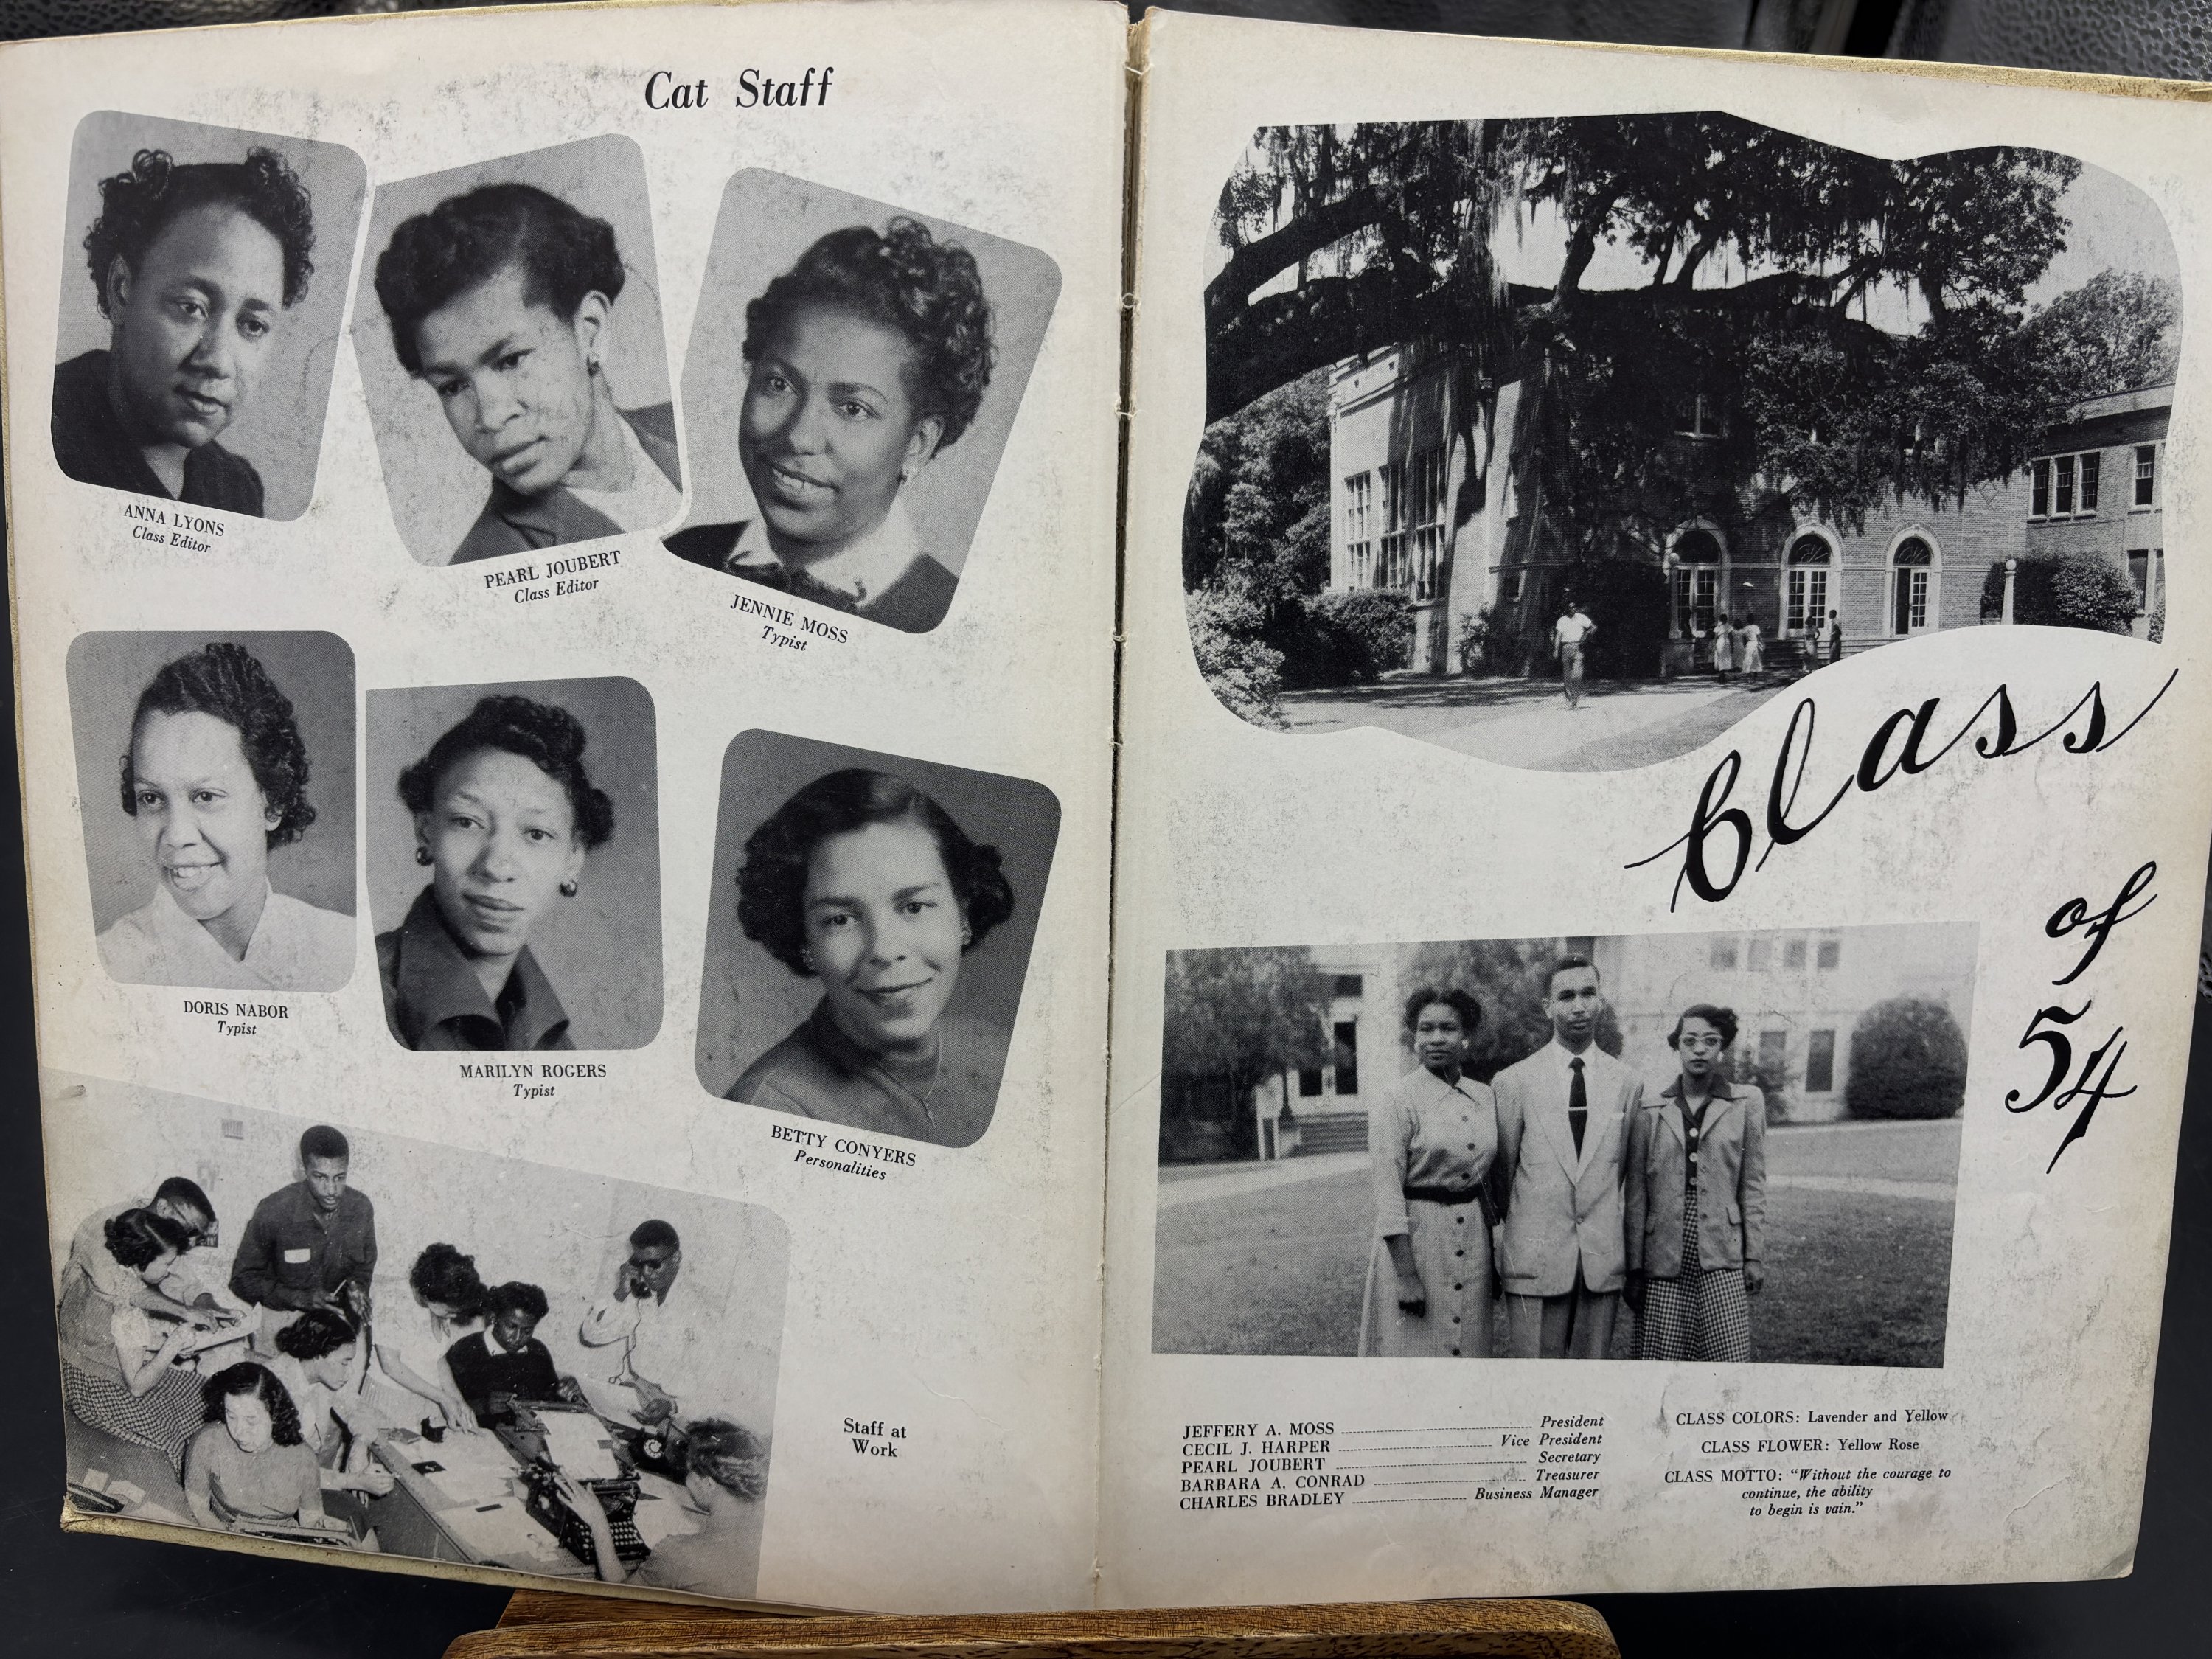 Cat Staff
ANNA LYONS
Class Editor
PEARL JOUBERT
Class Editor
JENNIE MOSS
Typist
DORIS NABOR
Typist
MARILYN ROGERS
Typist
BETTY CONYERS
Personalities
Staff at
Work
Class
of
54
JEFFERY A. MOSS President
CECIL J. HARPER Vice President
PEARL JOUBERT Secretary
BARBARA A. CONRAD Treasurer
CHARLES BRADLEY Business Manager
CLASS COLORS: Lavender and Yellow
CLASS FLOWER: Yellow Rose
CLASS MOTTO: "Without the courage to
continue, the ability
to begin is vain."